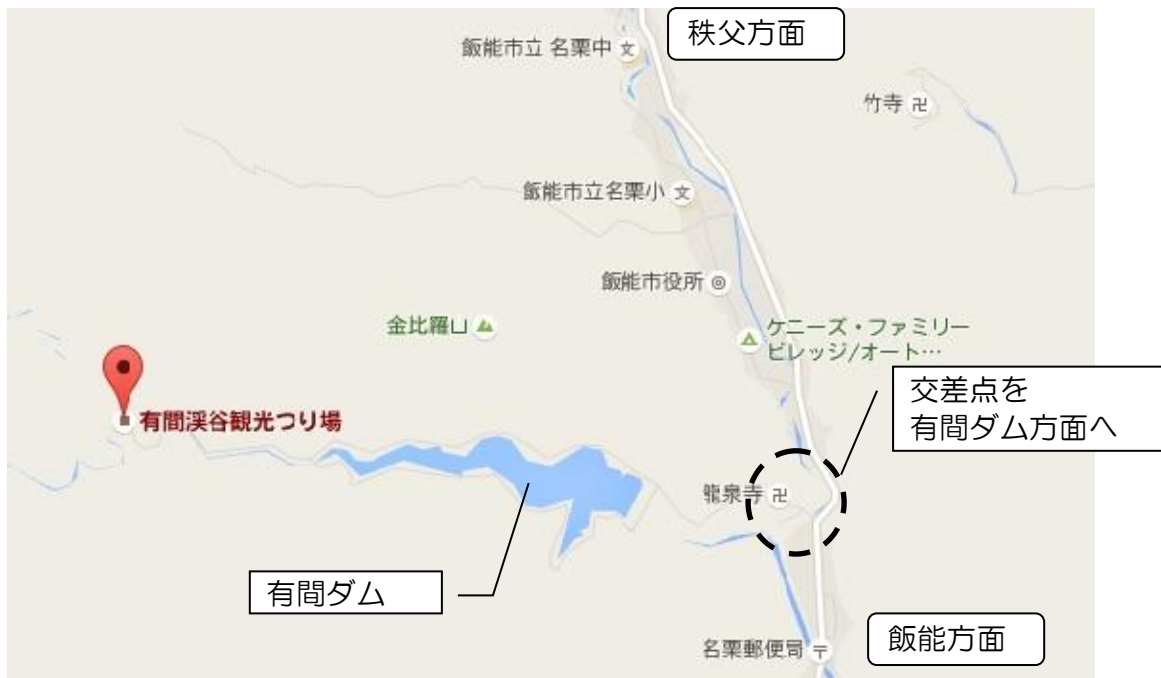 秩父方面
飯能市立 名栗中
文
竹寺
卍
飯能市立名栗小
文
飯能市役所
金比羅山
ケニーズ・ファミリー
ビレッジ/オート…
交差点を
有間ダム方面へ
有間渓谷観光つり場
龍泉寺
卍
有間ダム
飯能方面
名栗郵便局
〒